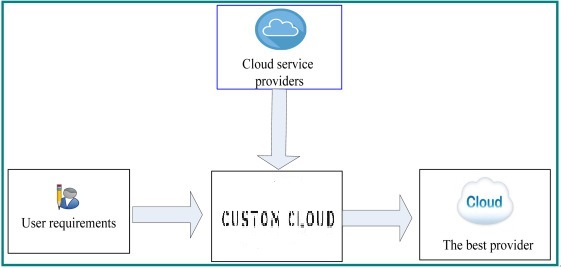 Cloud service
providers
User requirements
CUSTOM CLOUD
Cloud
The best provider